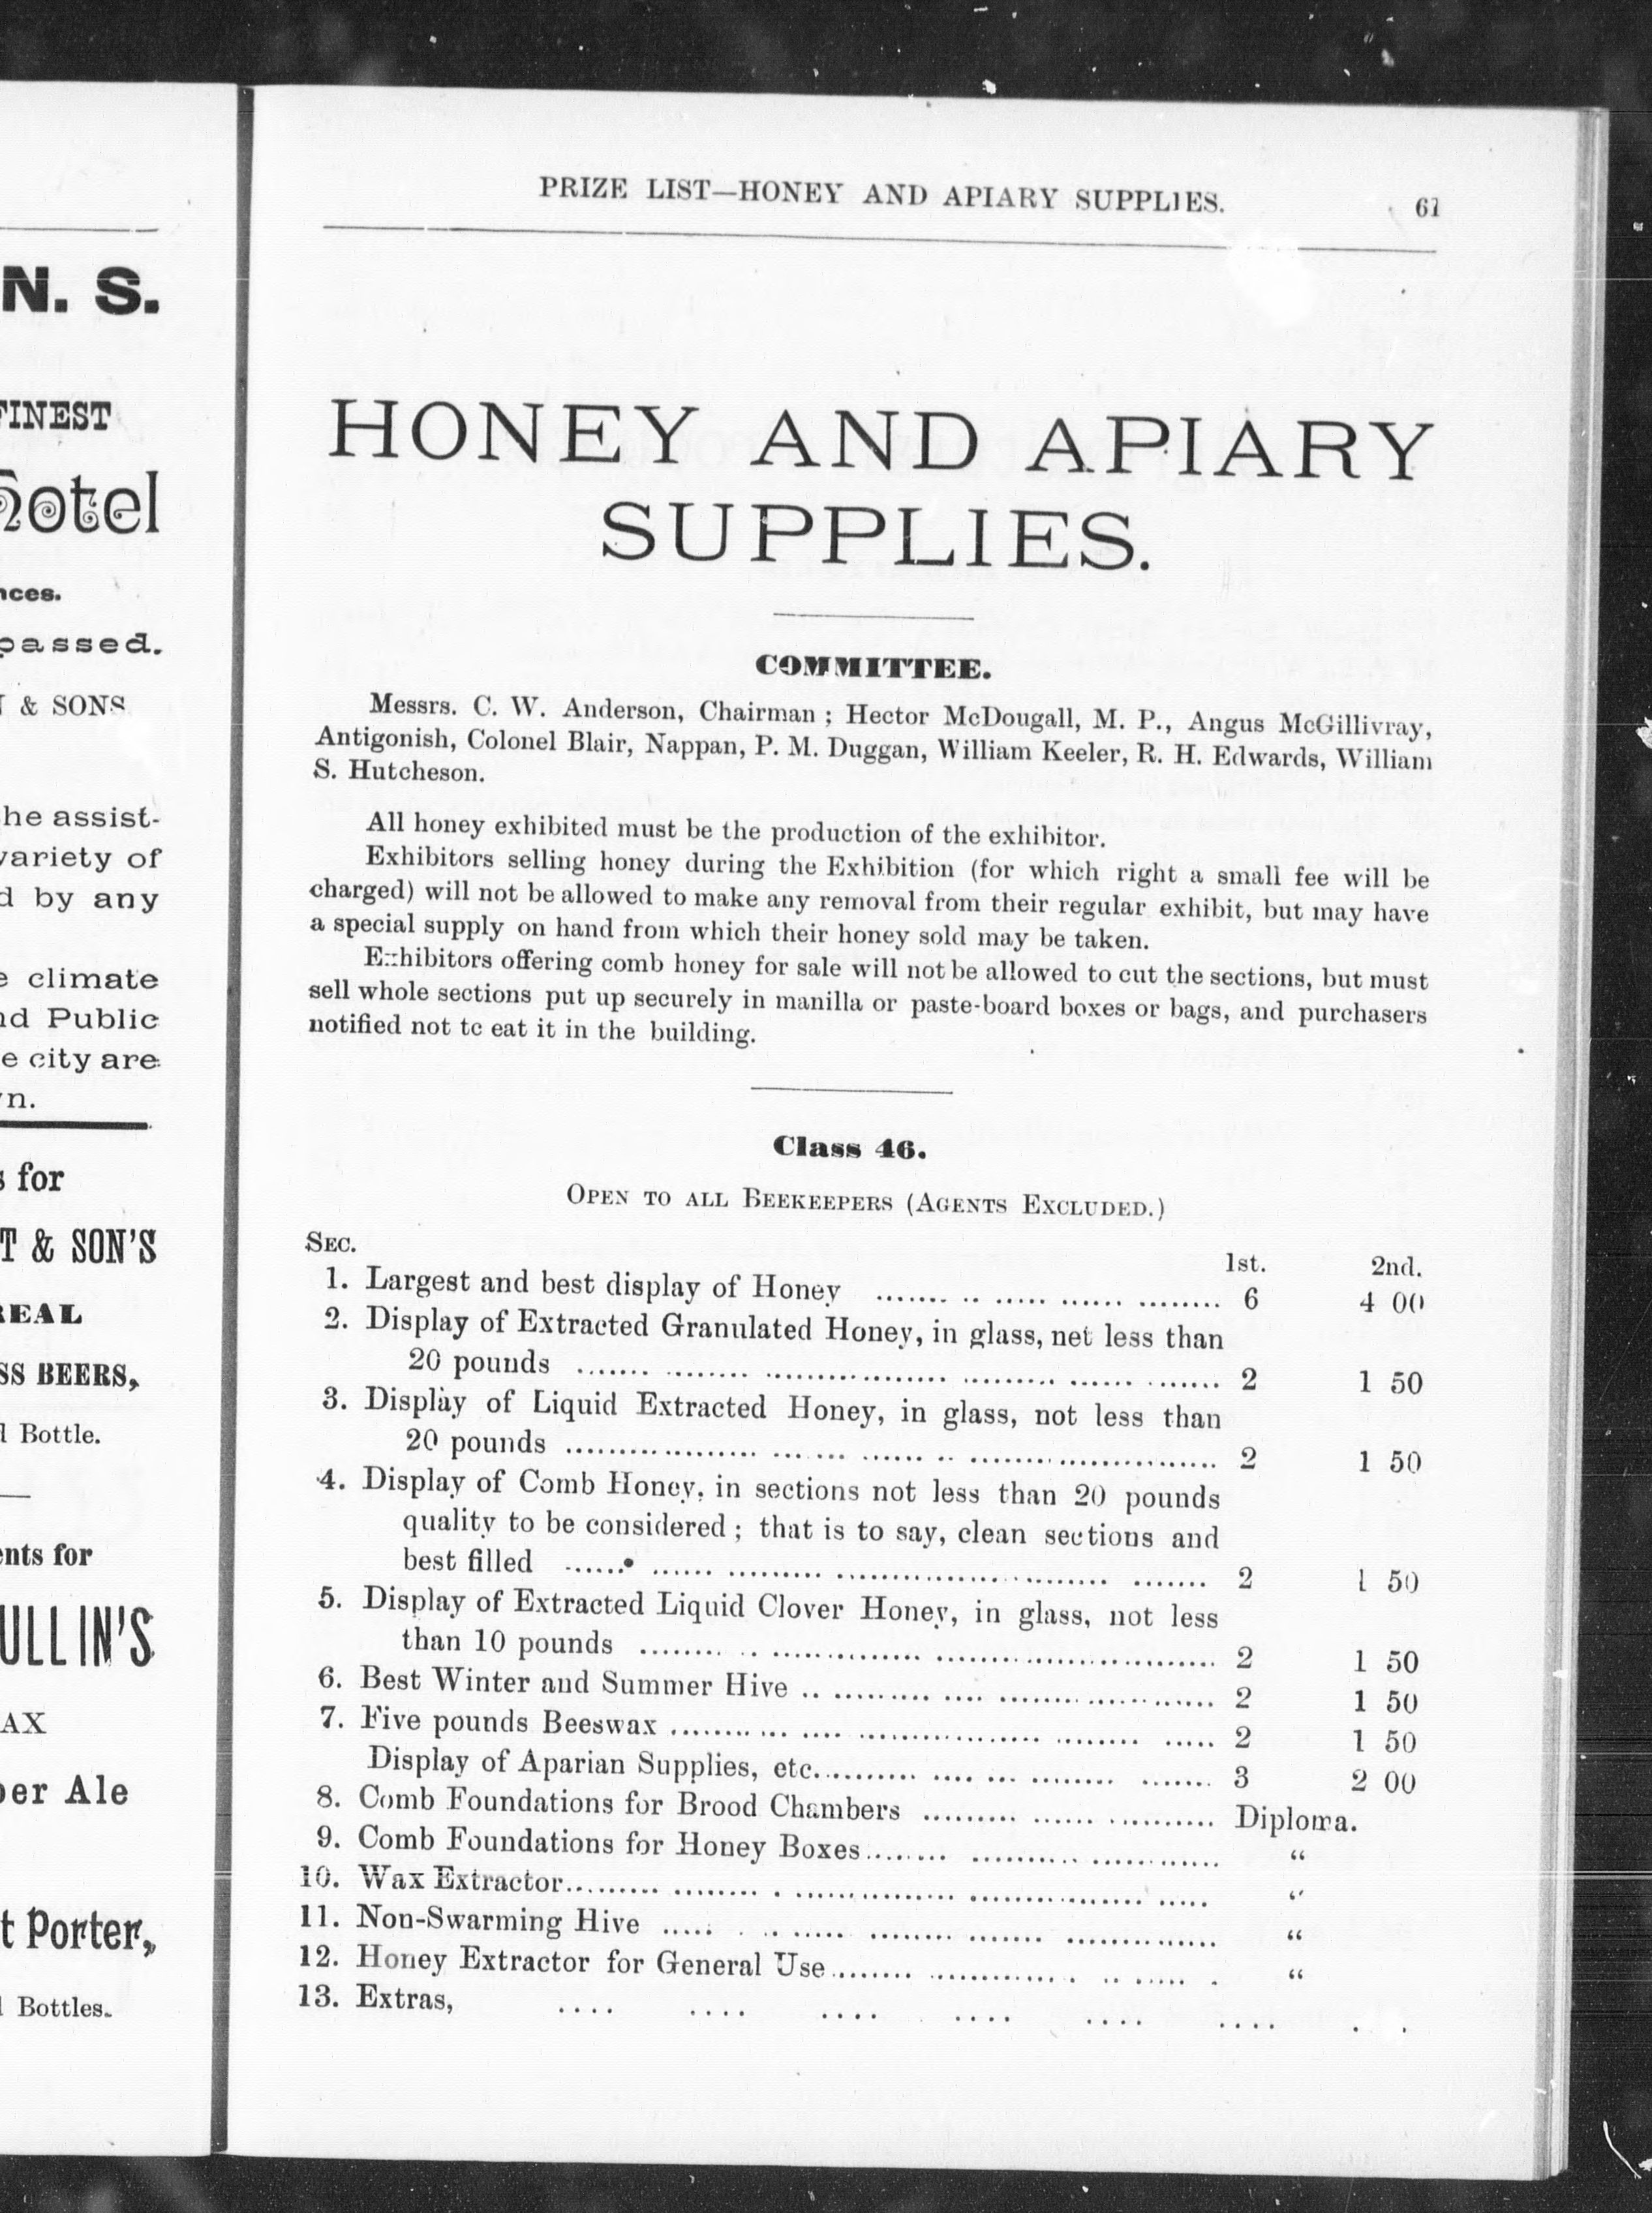 N. S.
FINEST
Hotel
nces.
passed.
& SONS
he assist-
variety of
d by any
e climate
nd Public
e city are
n.
s for
T & SON'S
REAL
SS BEERS,
l Bottle.
ents for
ULLIN'S
AX
per Ale
t Porter,
l Bottles.
PRIZE LIST—HONEY AND APIARY SUPPLIES. 61
HONEY AND APIARY
SUPPLIES.
COMMITTEE.
Messrs. C. W. Anderson, Chairman ; Hector McDougall, M. P., Angus McGillivray,
Antigonish, Colonel Blair, Nappan, P. M. Duggan, William Keeler, R. H. Edwards, William
S. Hutcheson.
All honey exhibited must be the production of the exhibitor.
Exhibitors selling honey during the Exhibition (for which right a small fee will be
charged) will not be allowed to make any removal from their regular exhibit, but may have
a special supply on hand from which their honey sold may be taken.
Exhibitors offering comb honey for sale will not be allowed to cut the sections, but must
sell whole sections put up securely in manilla or paste-board boxes or bags, and purchasers
notified not tc eat it in the building.
Class 46.
OPEN TO ALL BEEKEEPERS (AGENTS EXCLUDED.)
SEC.
1st. 2nd.
1. Largest and best display of Honey ........ .. ..... ...... ......... 6 4 00
2. Display of Extracted Granulated Honey, in glass, net less than
20 pounds ....... ......... .................. ......... ...... ....... 2 1 50
3. Display of Liquid Extracted Honey, in glass, not less than
20 pounds .................. ... ... ...... .. ........................ 2 1 50
4. Display of Comb Honey, in sections not less than 20 pounds
quality to be considered ; that is to say, clean sections and
best filled ....... ...... ......... ................. ........ ....... 2 1 50
5. Display of Extracted Liquid Clover Honey, in glass, not less
than 10 pounds ........ .. ............... ........................... 2 1 50
6. Best Winter and Summer Hive .. .......... .... ......... ............ 2 1 50
7. Five pounds Beeswax ........ ... .... .................. ........ ..... 2 1 50
Display of Aparian Supplies, etc........... .... ... ........ ....... 3 2 00
8. Comb Foundations for Brood Chambers ......... ...... .......... Diploma.
9. Comb Foundations for Honey Boxes........ .......... ............ “
10. Wax Extractor.......... ........ . ............... ................. ..... “
11. Non-Swarming Hive ..... . .. ..... ........ ....... .............. “
12. Honey Extractor for General Use........ ............. . .. ..... . “
13. Extras, .... .... .... .... .... .... . .